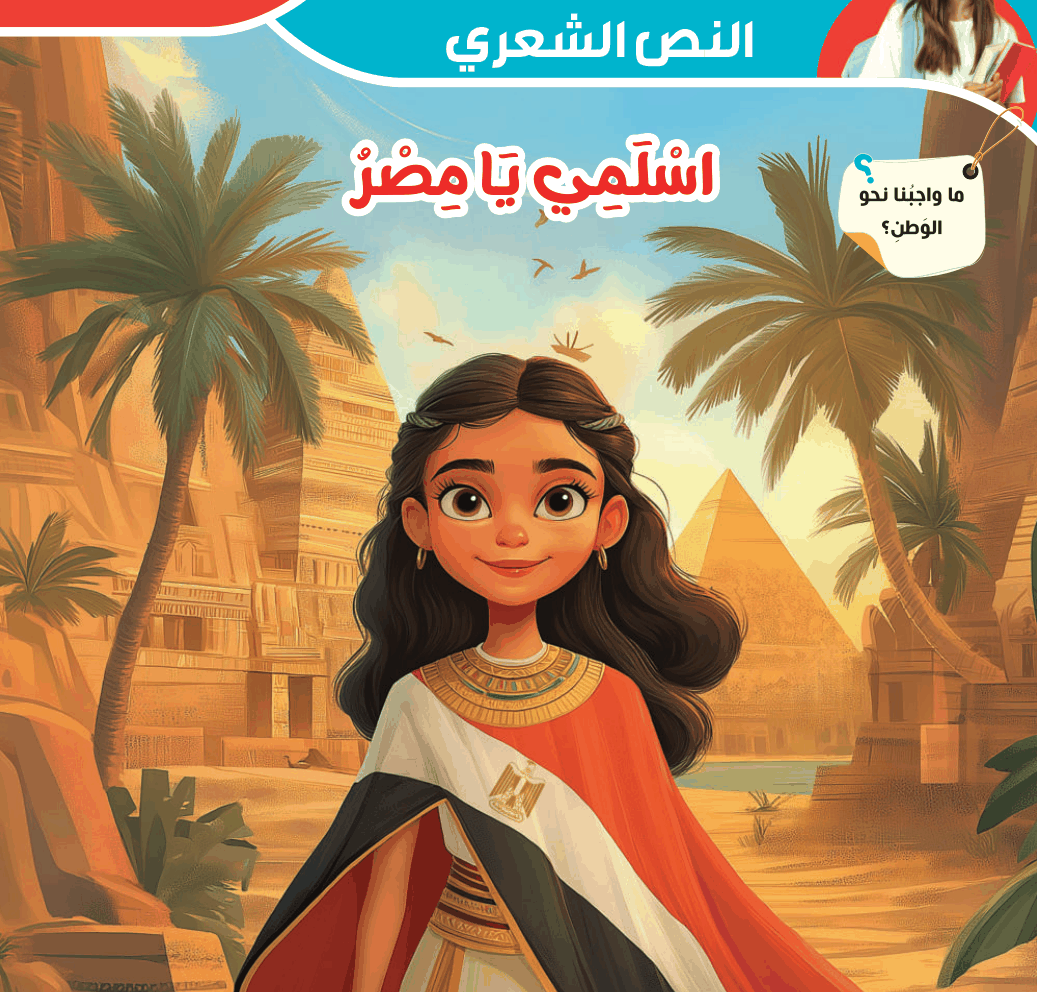 النص الشعري
اسْلَمِي يَا مِصْرُ
؟
ما واجبُنا نحو
الوَطنِ؟